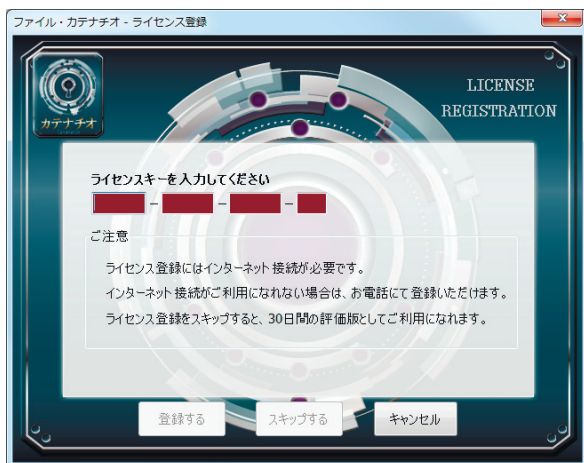 ファイル・カテナチオ - ライセンス登録
LICENSE
REGISTRATION
カテナチオ
ライセンスキーを入力してください
– – –
ご注意
ライセンス登録にはインターネット接続が必要です。
インターネット接続がご利用になれない場合は、お電話にて登録いただけます。
ライセンス登録をスキップすると、30日間の評価版としてご利用になれます。
登録する
スキップする
キャンセル